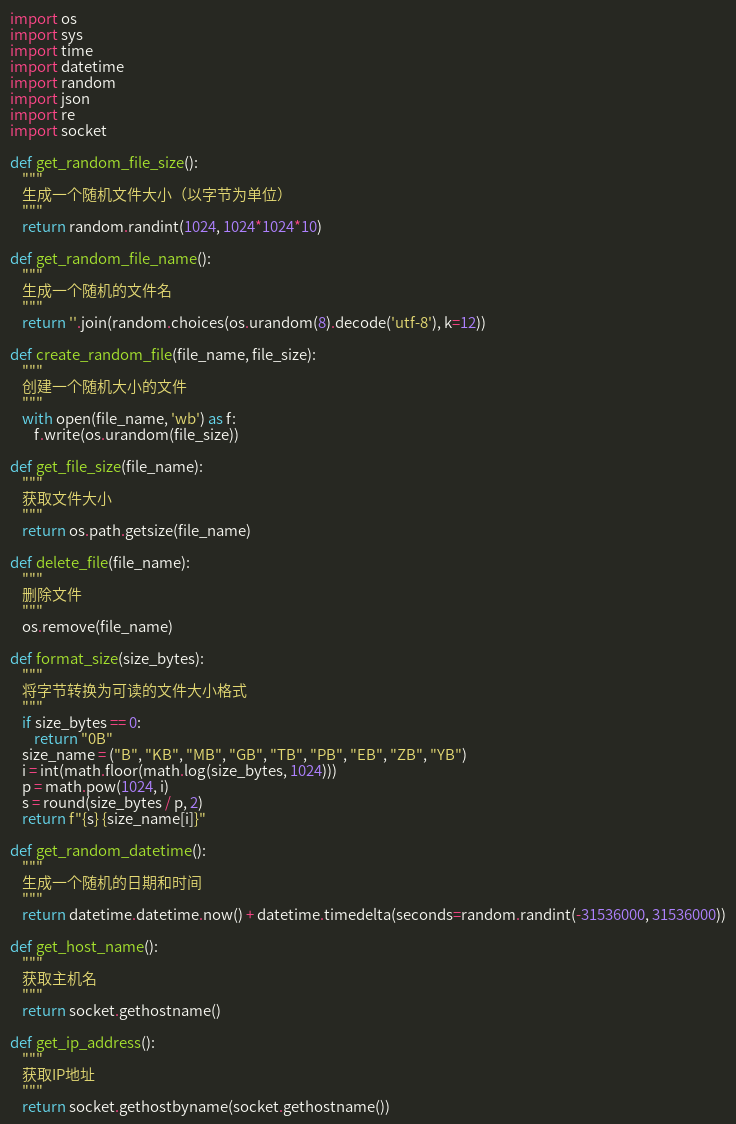 import os
import sys
import time
import datetime
import random
import json
import re
import socket

def get_random_file_size():
    """
    生成一个随机文件大小（以字节为单位）
    """
    return random.randint(1024, 1024*1024*10)

def get_random_file_name():
    """
    生成一个随机的文件名
    """
    return ''.join(random.choices(os.urandom(8).decode('utf-8'), k=12))

def create_random_file(file_name, file_size):
    """
    创建一个随机大小的文件
    """
    with open(file_name, 'wb') as f:
        f.write(os.urandom(file_size))

def get_file_size(file_name):
    """
    获取文件大小
    """
    return os.path.getsize(file_name)

def delete_file(file_name):
    """
    删除文件
    """
    os.remove(file_name)

def format_size(size_bytes):
    """
    将字节转换为可读的文件大小格式
    """
    if size_bytes == 0:
        return "0B"
    size_name = ("B", "KB", "MB", "GB", "TB", "PB", "EB", "ZB", "YB")
    i = int(math.floor(math.log(size_bytes, 1024)))
    p = math.pow(1024, i)
    s = round(size_bytes / p, 2)
    return f"{s} {size_name[i]}"

def get_random_datetime():
    """
    生成一个随机的日期和时间
    """
    return datetime.datetime.now() + datetime.timedelta(seconds=random.randint(-31536000, 31536000))

def get_host_name():
    """
    获取主机名
    """
    return socket.gethostname()

def get_ip_address():
    """
    获取IP地址
    """
    return socket.gethostbyname(socket.gethostname())